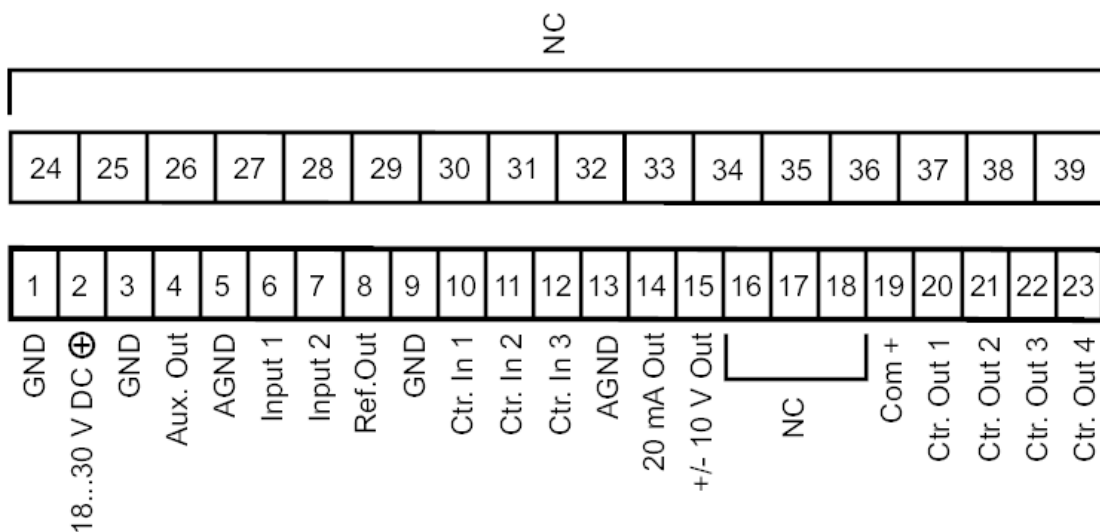 NC
24 25 26 27 28 29 30 31 32 33 34 35 36 37 38 39
1 2 3 4 5 6 7 8 9 10 11 12 13 14 15 16 17 18 19 20 21 22 23
GND
18...30 V DC ⊕
GND
Aux. Out
AGND
Input 1
Input 2
Ref.Out
GND
Ctr. In 1
Ctr. In 2
Ctr. In 3
AGND
20 mA Out
+/- 10 V Out
NC
Com +
Ctr. Out 1
Ctr. Out 2
Ctr. Out 3
Ctr. Out 4